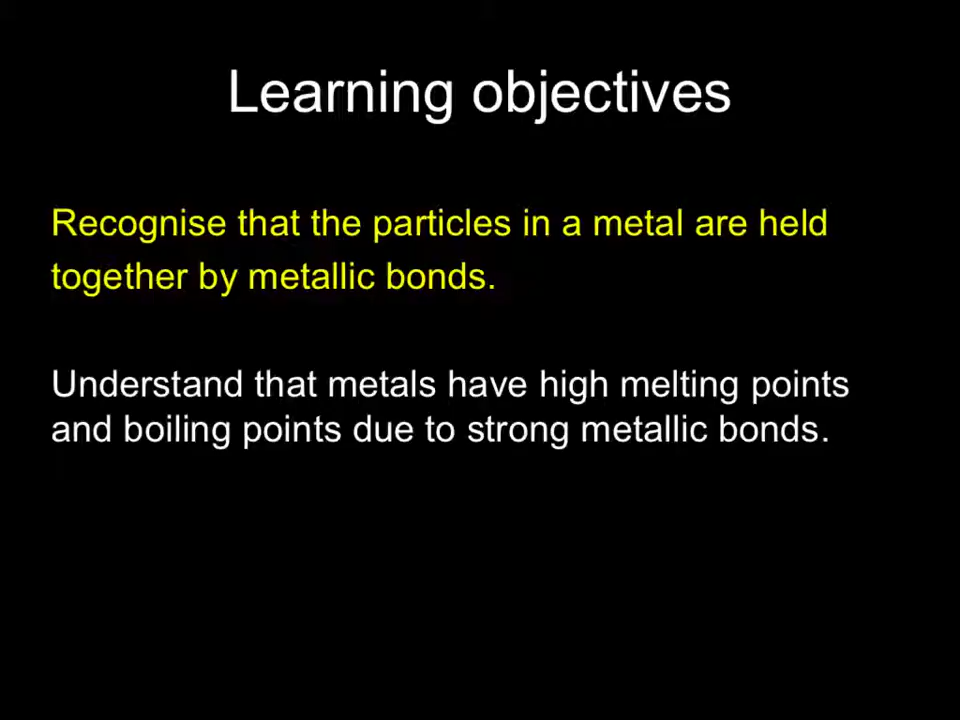 Learning objectives
Recognise that the particles in a metal are held
together by metallic bonds.
Understand that metals have high melting points
and boiling points due to strong metallic bonds.